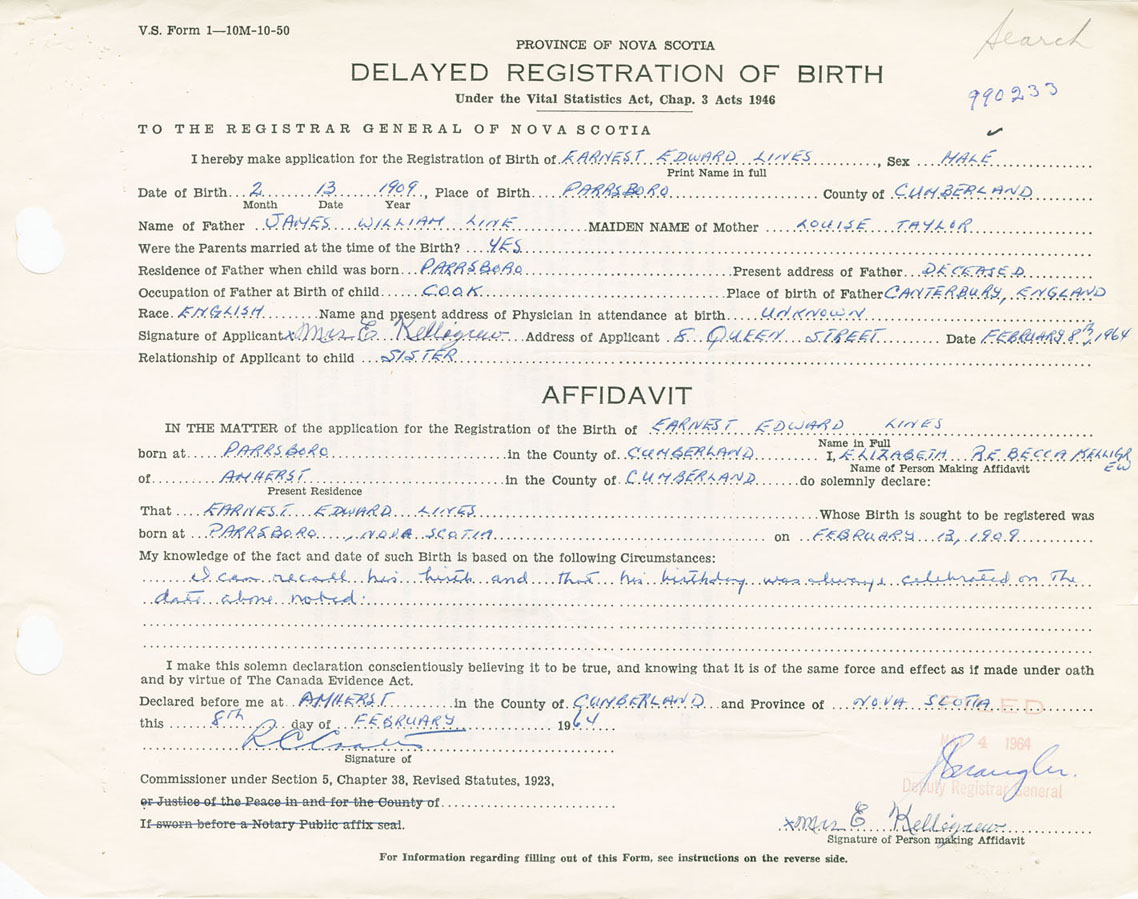 V.S. Form 1—10M-10-50
Search
PROVINCE OF NOVA SCOTIA
DELAYED REGISTRATION OF BIRTH
990233
Under the Vital Statistics Act, Chap. 3 Acts 1946
TO THE REGISTRAR GENERAL OF NOVA SCOTIA
I hereby make application for the Registration of Birth of EARNEST EDWARD LINES, Sex MALE
Print Name in full
Date of Birth 2 13 1909, Place of Birth PARRSBORO County of CUMBERLAND
Month Date Year
Name of Father JAMES WILLIAM LINE MAIDEN NAME of Mother LOUISE TAYLOR
Were the Parents married at the time of the Birth? YES
Residence of Father when child was born PARRSBORO Present address of Father DECEASED
Occupation of Father at Birth of child COOK Place of birth of Father CANTERBURY, ENGLAND
Race ENGLISH Name and present address of Physician in attendance at birth UNKNOWN
Signature of Applicant x Mrs E Kelligrew Address of Applicant 8 QUEEN STREET Date FEBRUARY 8th, 1964
Relationship of Applicant to child SISTER
AFFIDAVIT
IN THE MATTER of the application for the Registration of the Birth of EARNEST EDWARD LINES
Name in Full
born at PARRSBORO in the County of CUMBERLAND I, ELIZABETH REBECCA KELLIGREW
Name of Person Making Affidavit
of AMHERST in the County of CUMBERLAND do solemnly declare:
Present Residence
That EARNEST EDWARD LINES Whose Birth is sought to be registered was
born at PARRSBORO, NOVA SCOTIA on FEBRUARY 13, 1909
My knowledge of the fact and date of such Birth is based on the following Circumstances:
I can recall his birth and that his birthday was always celebrated on the
date above noted.
I make this solemn declaration conscientiously believing it to be true, and knowing that it is of the same force and effect as if made under oath
and by virtue of The Canada Evidence Act.
Declared before me at AMHERST in the County of CUMBERLAND and Province of NOVA SCOTIA
this 8th day of FEBRUARY 1964
Signature of
4 1964
Commissioner under Section 5, Chapter 38, Revised Statutes, 1923,
Deputy Registrar General
or Justice of the Peace in and for the County of
If sworn before a Notary Public affix seal.
x Mrs E Kelligrew
Signature of Person making Affidavit
For Information regarding filling out of this Form, see instructions on the reverse side.